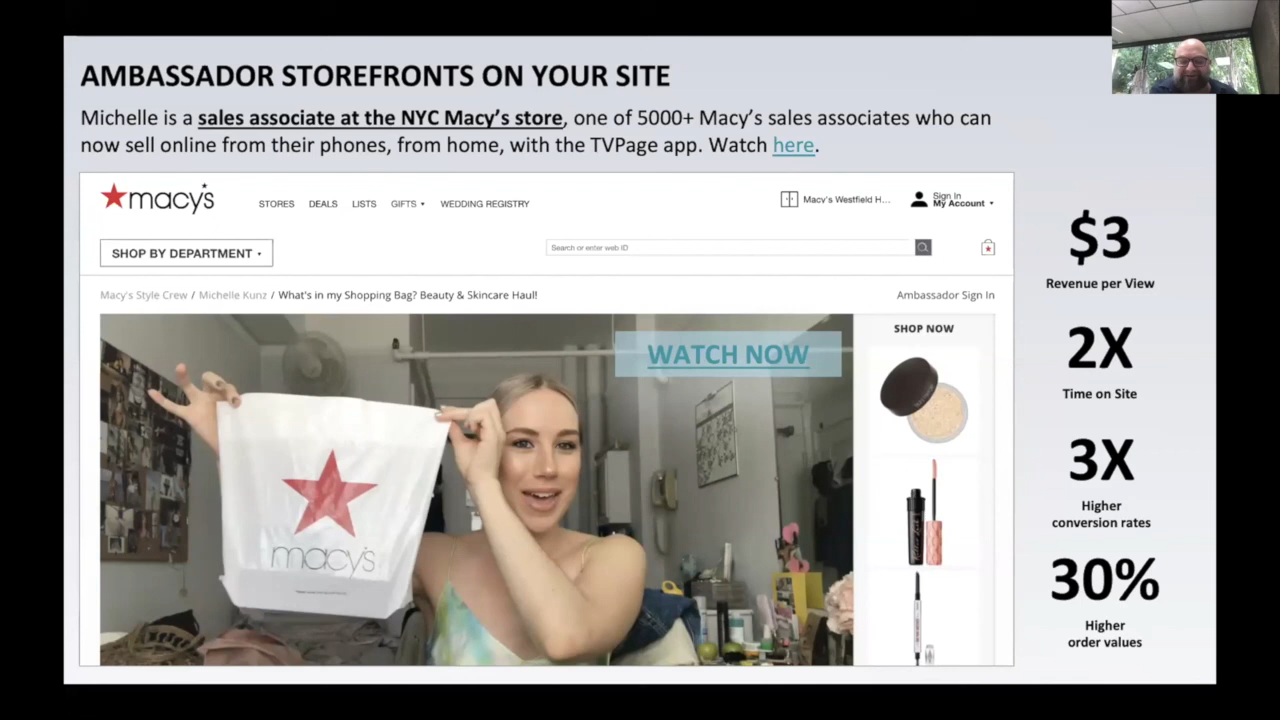 AMBASSADOR STOREFRONTS ON YOUR SITE
Michelle is a sales associate at the NYC Macy's store, one of 5000+ Macy's sales associates who can
now sell online from their phones, from home, with the TVPage app. Watch here.
macy's
STORES DEALS LISTS GIFTS WEDDING REGISTRY
Macy's Westfield H...
Sign In
My Account
SHOP BY DEPARTMENT
Search or enter web ID
Macy's Style Crew / Michelle Kunz / What's in my Shopping Bag? Beauty & Skincare Haul!
Ambassador Sign In
WATCH NOW
macy's
SHOP NOW
$3
Revenue per View
2X
Time on Site
3X
Higher
conversion rates
30%
Higher
order values